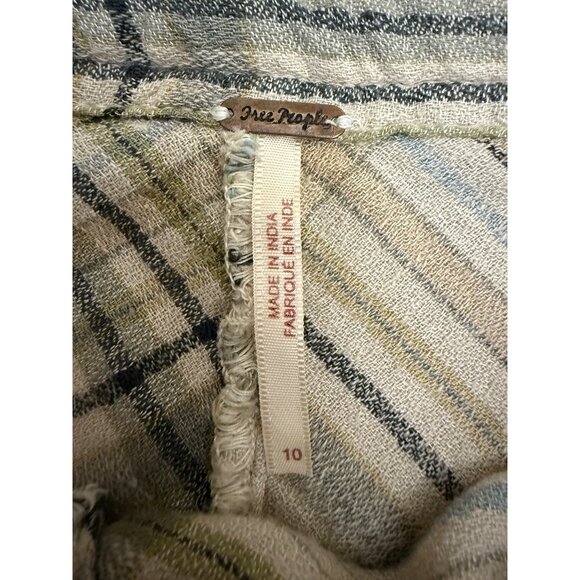 Free People
MADE IN INDIA
FABRIQUÉ EN INDE
10